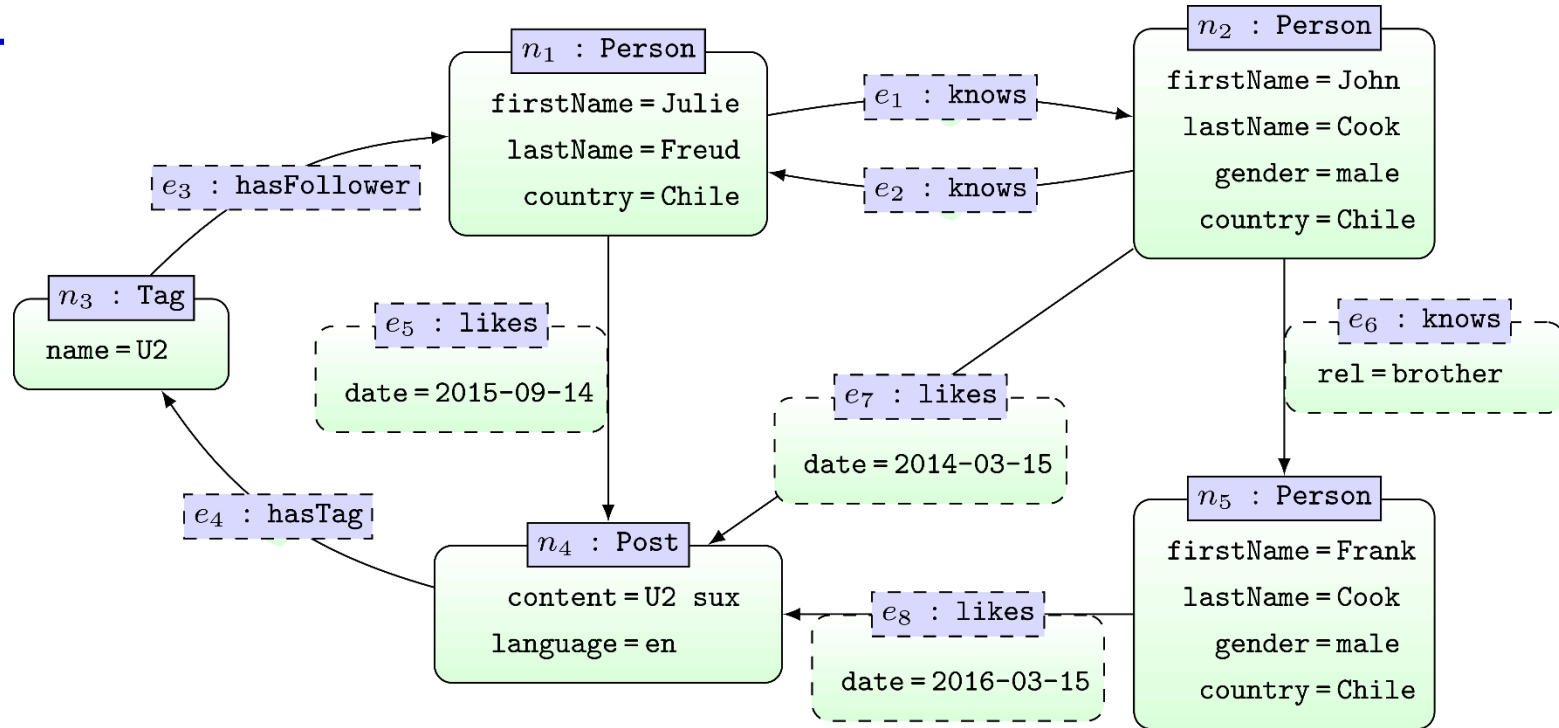 n₁ : Person
firstName = Julie
lastName = Freud
country = Chile
e₁ : knows
e₂ : knows
n₂ : Person
firstName = John
lastName = Cook
gender = male
country = Chile
e₃ : hasFollower
n₃ : Tag
name = U2
e₅ : likes
date = 2015-09-14
e₇ : likes
date = 2014-03-15
e₆ : knows
rel = brother
e₄ : hasTag
n₄ : Post
content = U2 sux
language = en
e₈ : likes
date = 2016-03-15
n₅ : Person
firstName = Frank
lastName = Cook
gender = male
country = Chile